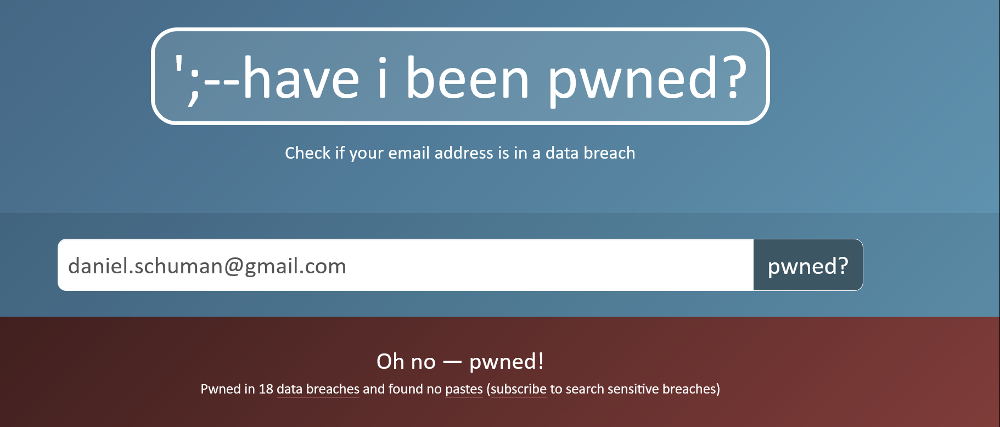 ';--have i been pwned?
Check if your email address is in a data breach
daniel.schuman@gmail.com
pwned?
Oh no — pwned!
Pwned in 18 data breaches and found no pastes (subscribe to search sensitive breaches)